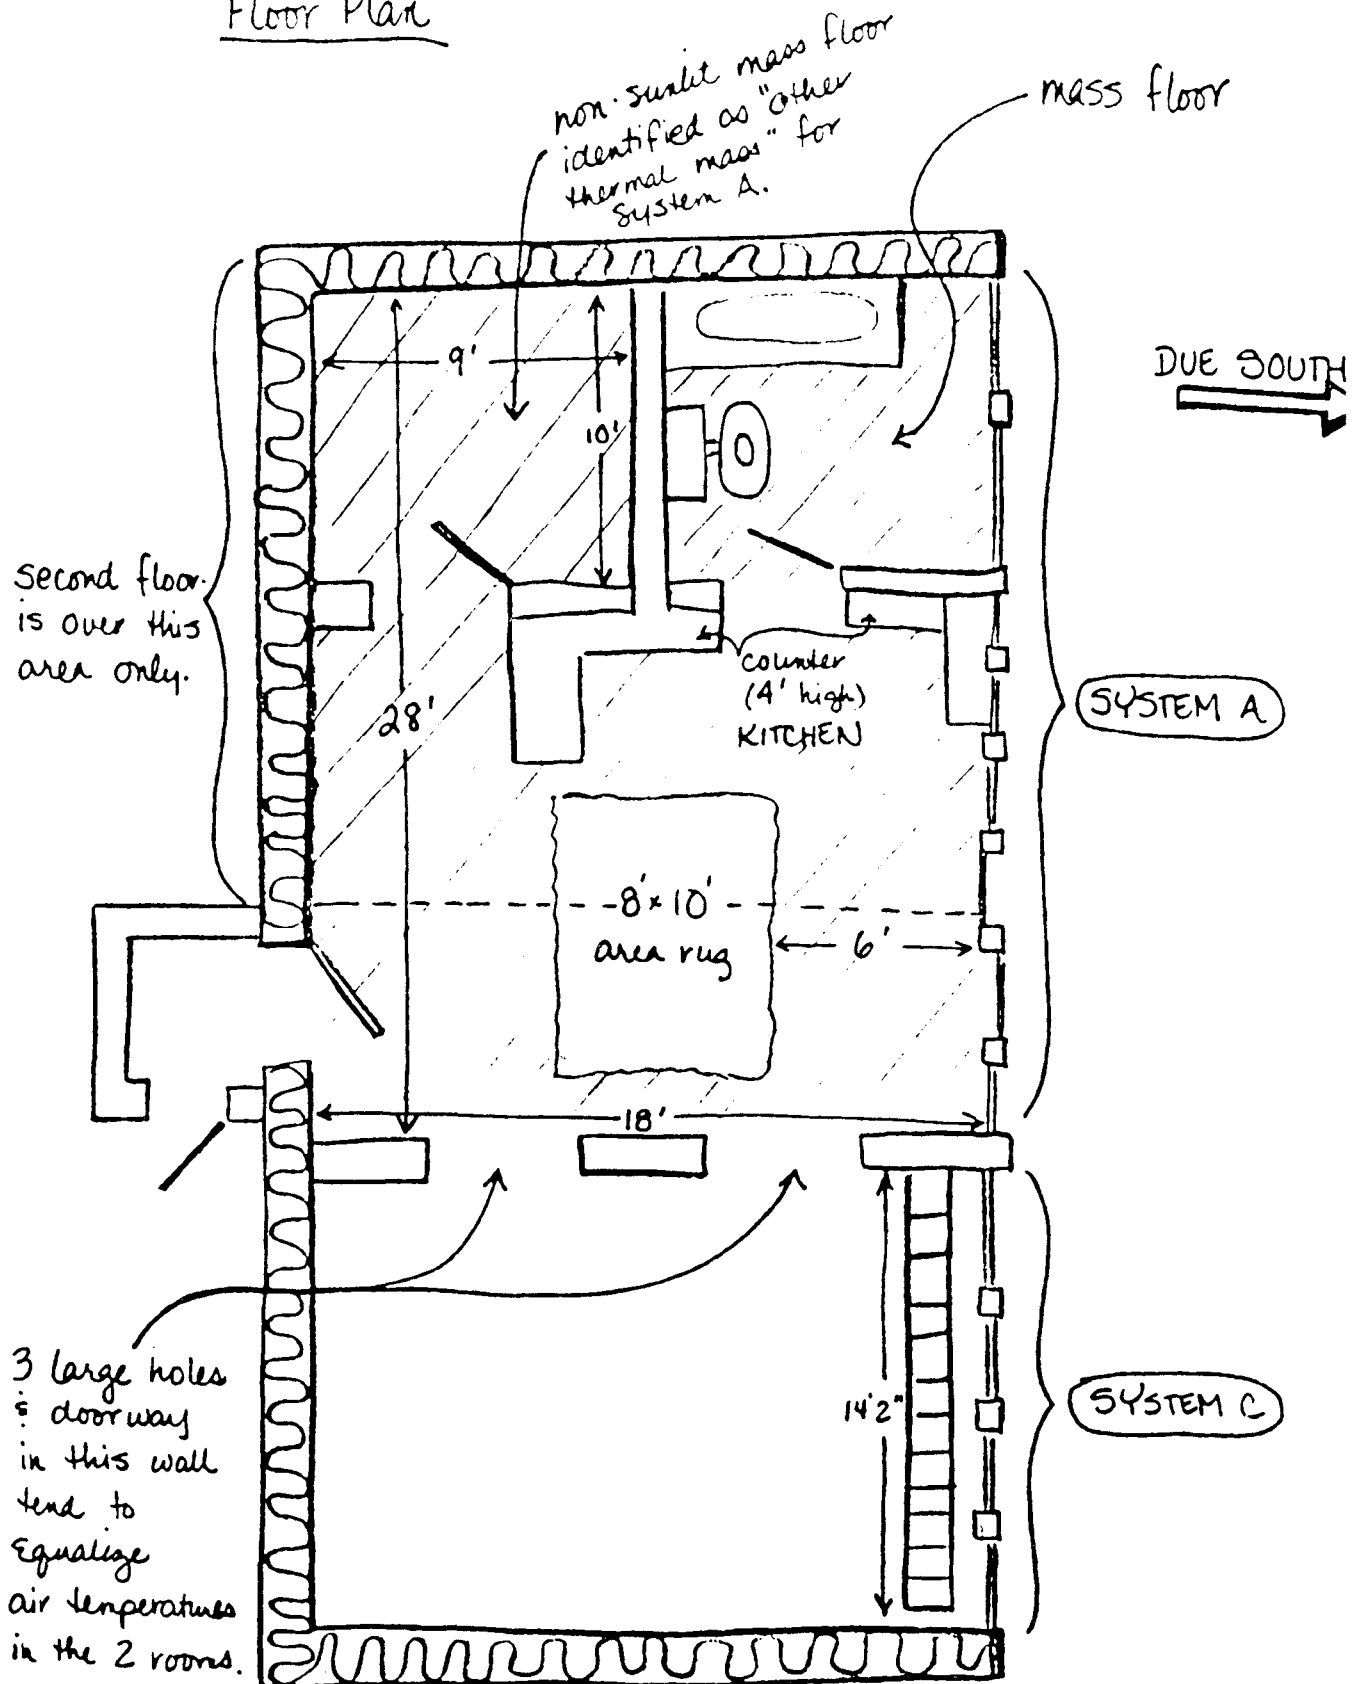 Floor Plan
non-sunlit mass floor
identified as "other
thermal mass" for
System A.
mass floor
DUE SOUTH
9'
10'
second floor
is over this
area only.
28'
counter
(4' high)
KITCHEN
SYSTEM A
8' x 10'
area rug
6'
18'
3 large holes
& doorway
in this wall
tend to
Equalize
air temperatures
in the 2 rooms.
14'2"
SYSTEM C